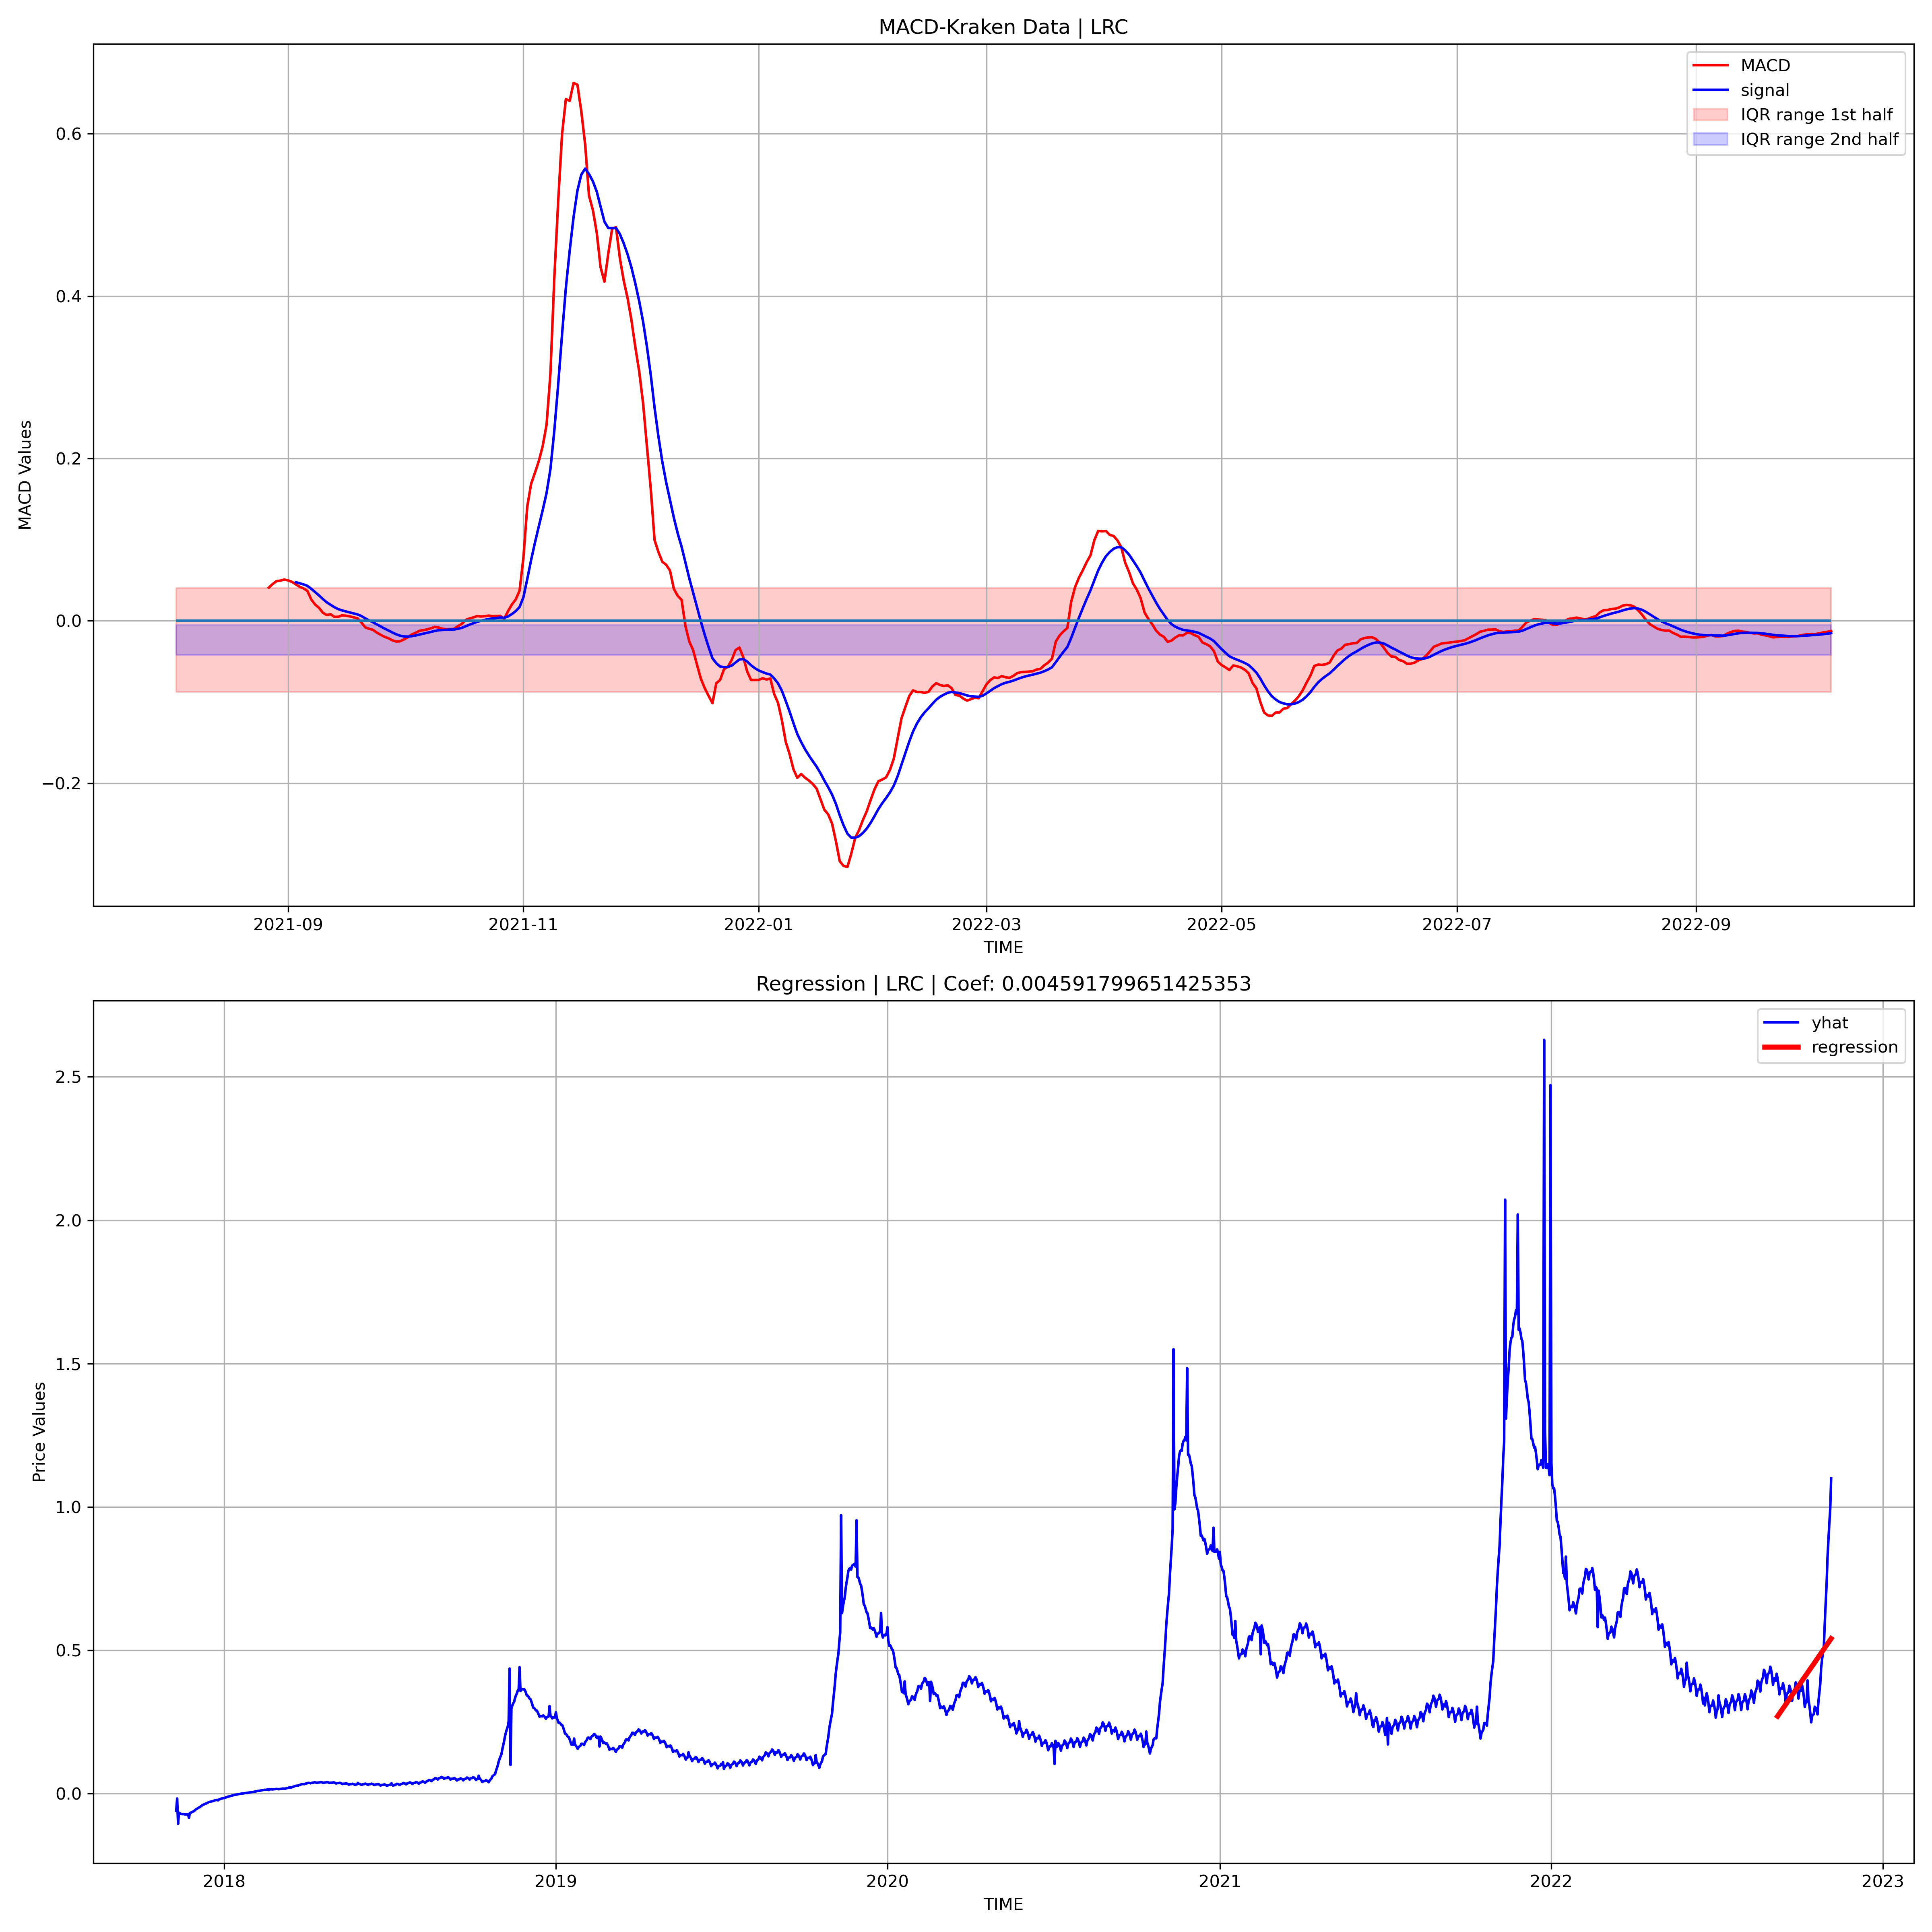 MACD-Kraken Data | LRC
MACD
signal
IQR range 1st half
IQR range 2nd half
MACD Values
0.6
0.4
0.2
0.0
−0.2
2021-09
2021-11
2022-01
2022-03
2022-05
2022-07
2022-09
TIME
Regression | LRC | Coef: 0.004591799651425353
yhat
regression
Price Values
2.5
2.0
1.5
1.0
0.5
0.0
2018
2019
2020
2021
2022
2023
TIME